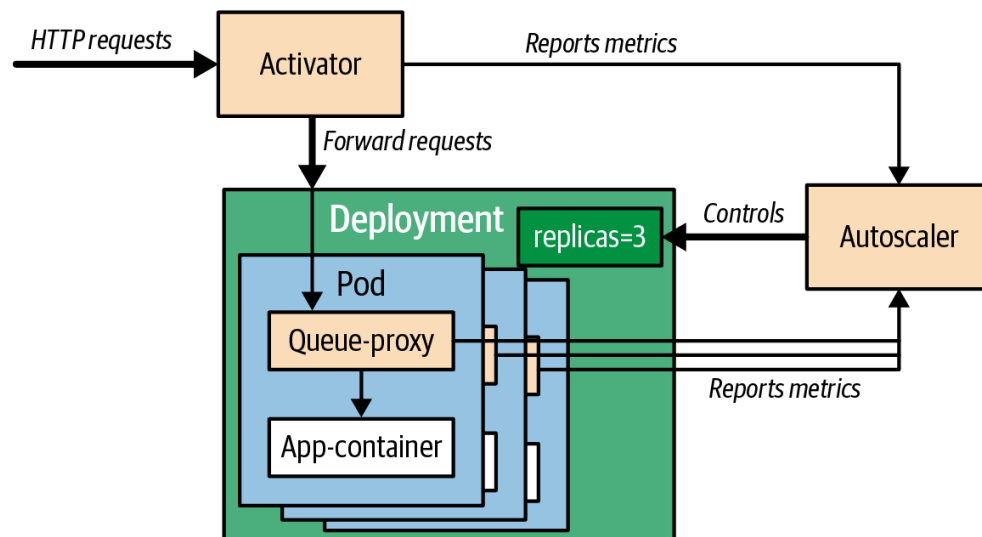 HTTP requests
Activator
Reports metrics
Forward requests
Deployment
replicas=3
Controls
Autoscaler
Pod
Queue-proxy
Reports metrics
App-container